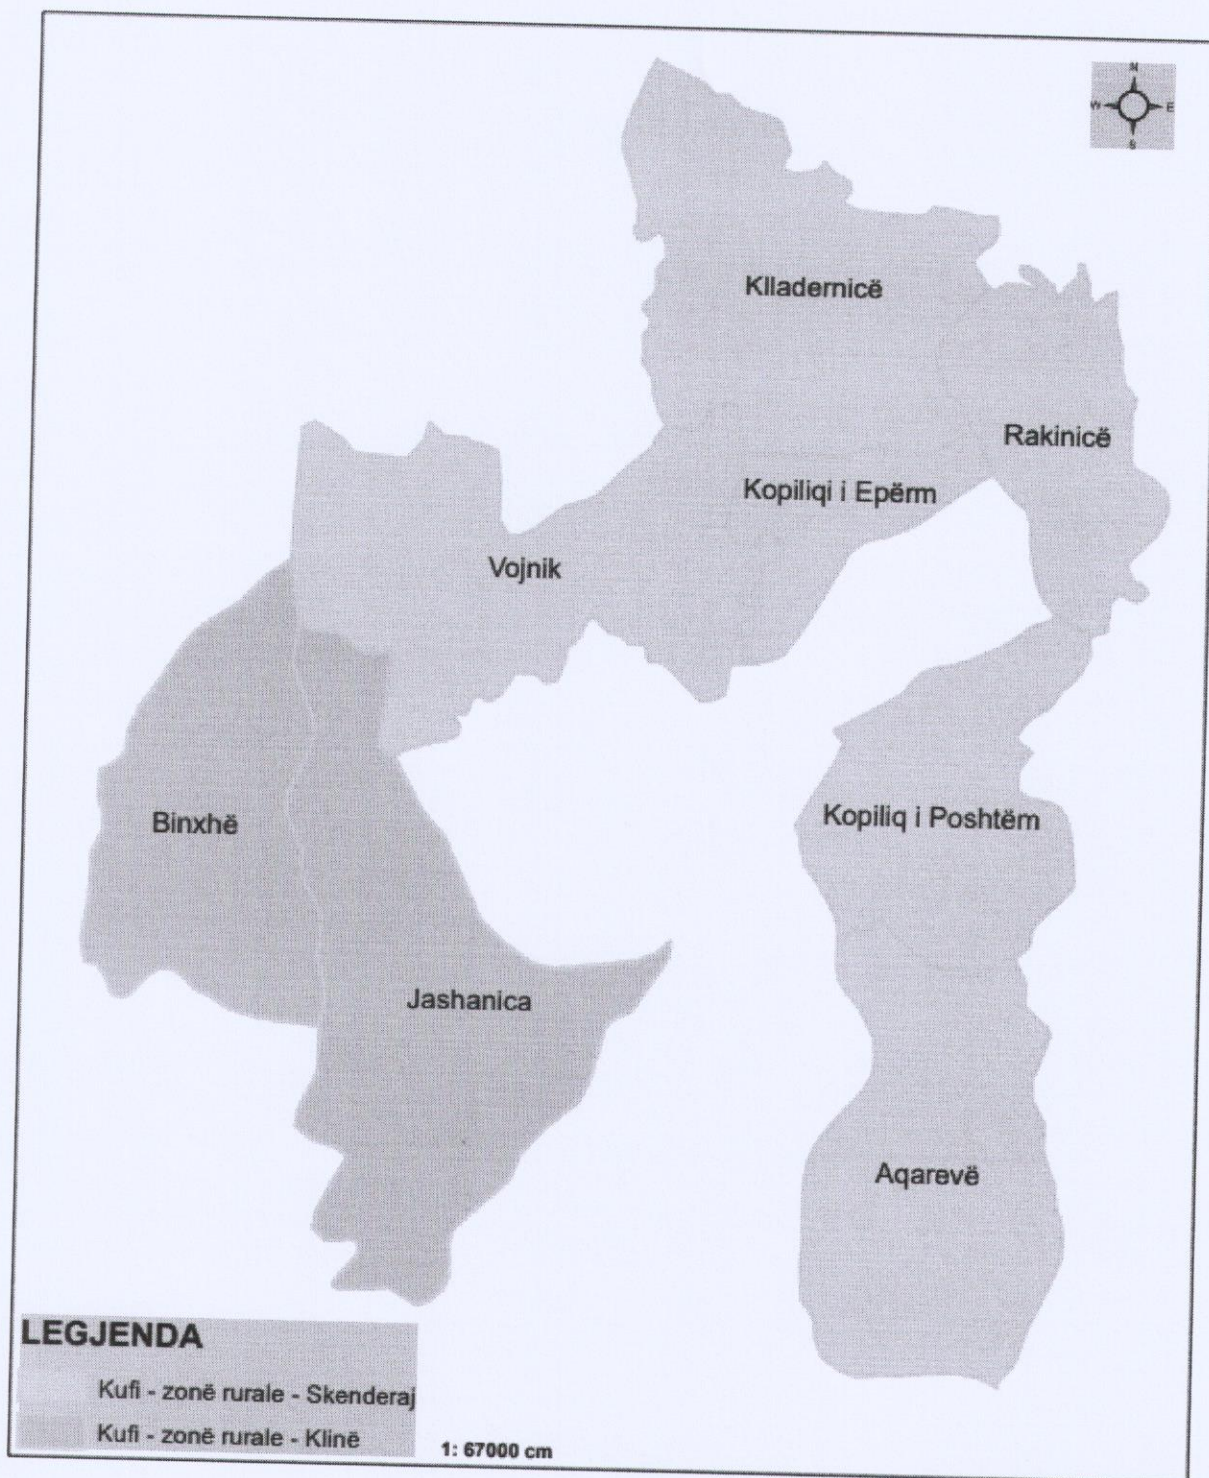 N
W E
S
Klladernicë
Rakinicë
Kopiliqi i Epërm
Vojnik
Binxhë
Kopiliq i Poshtëm
Jashanica
Aqarevë
LEGJENDA
Kufi - zonë rurale - Skenderaj
Kufi - zonë rurale - Klinë
1: 67000 cm